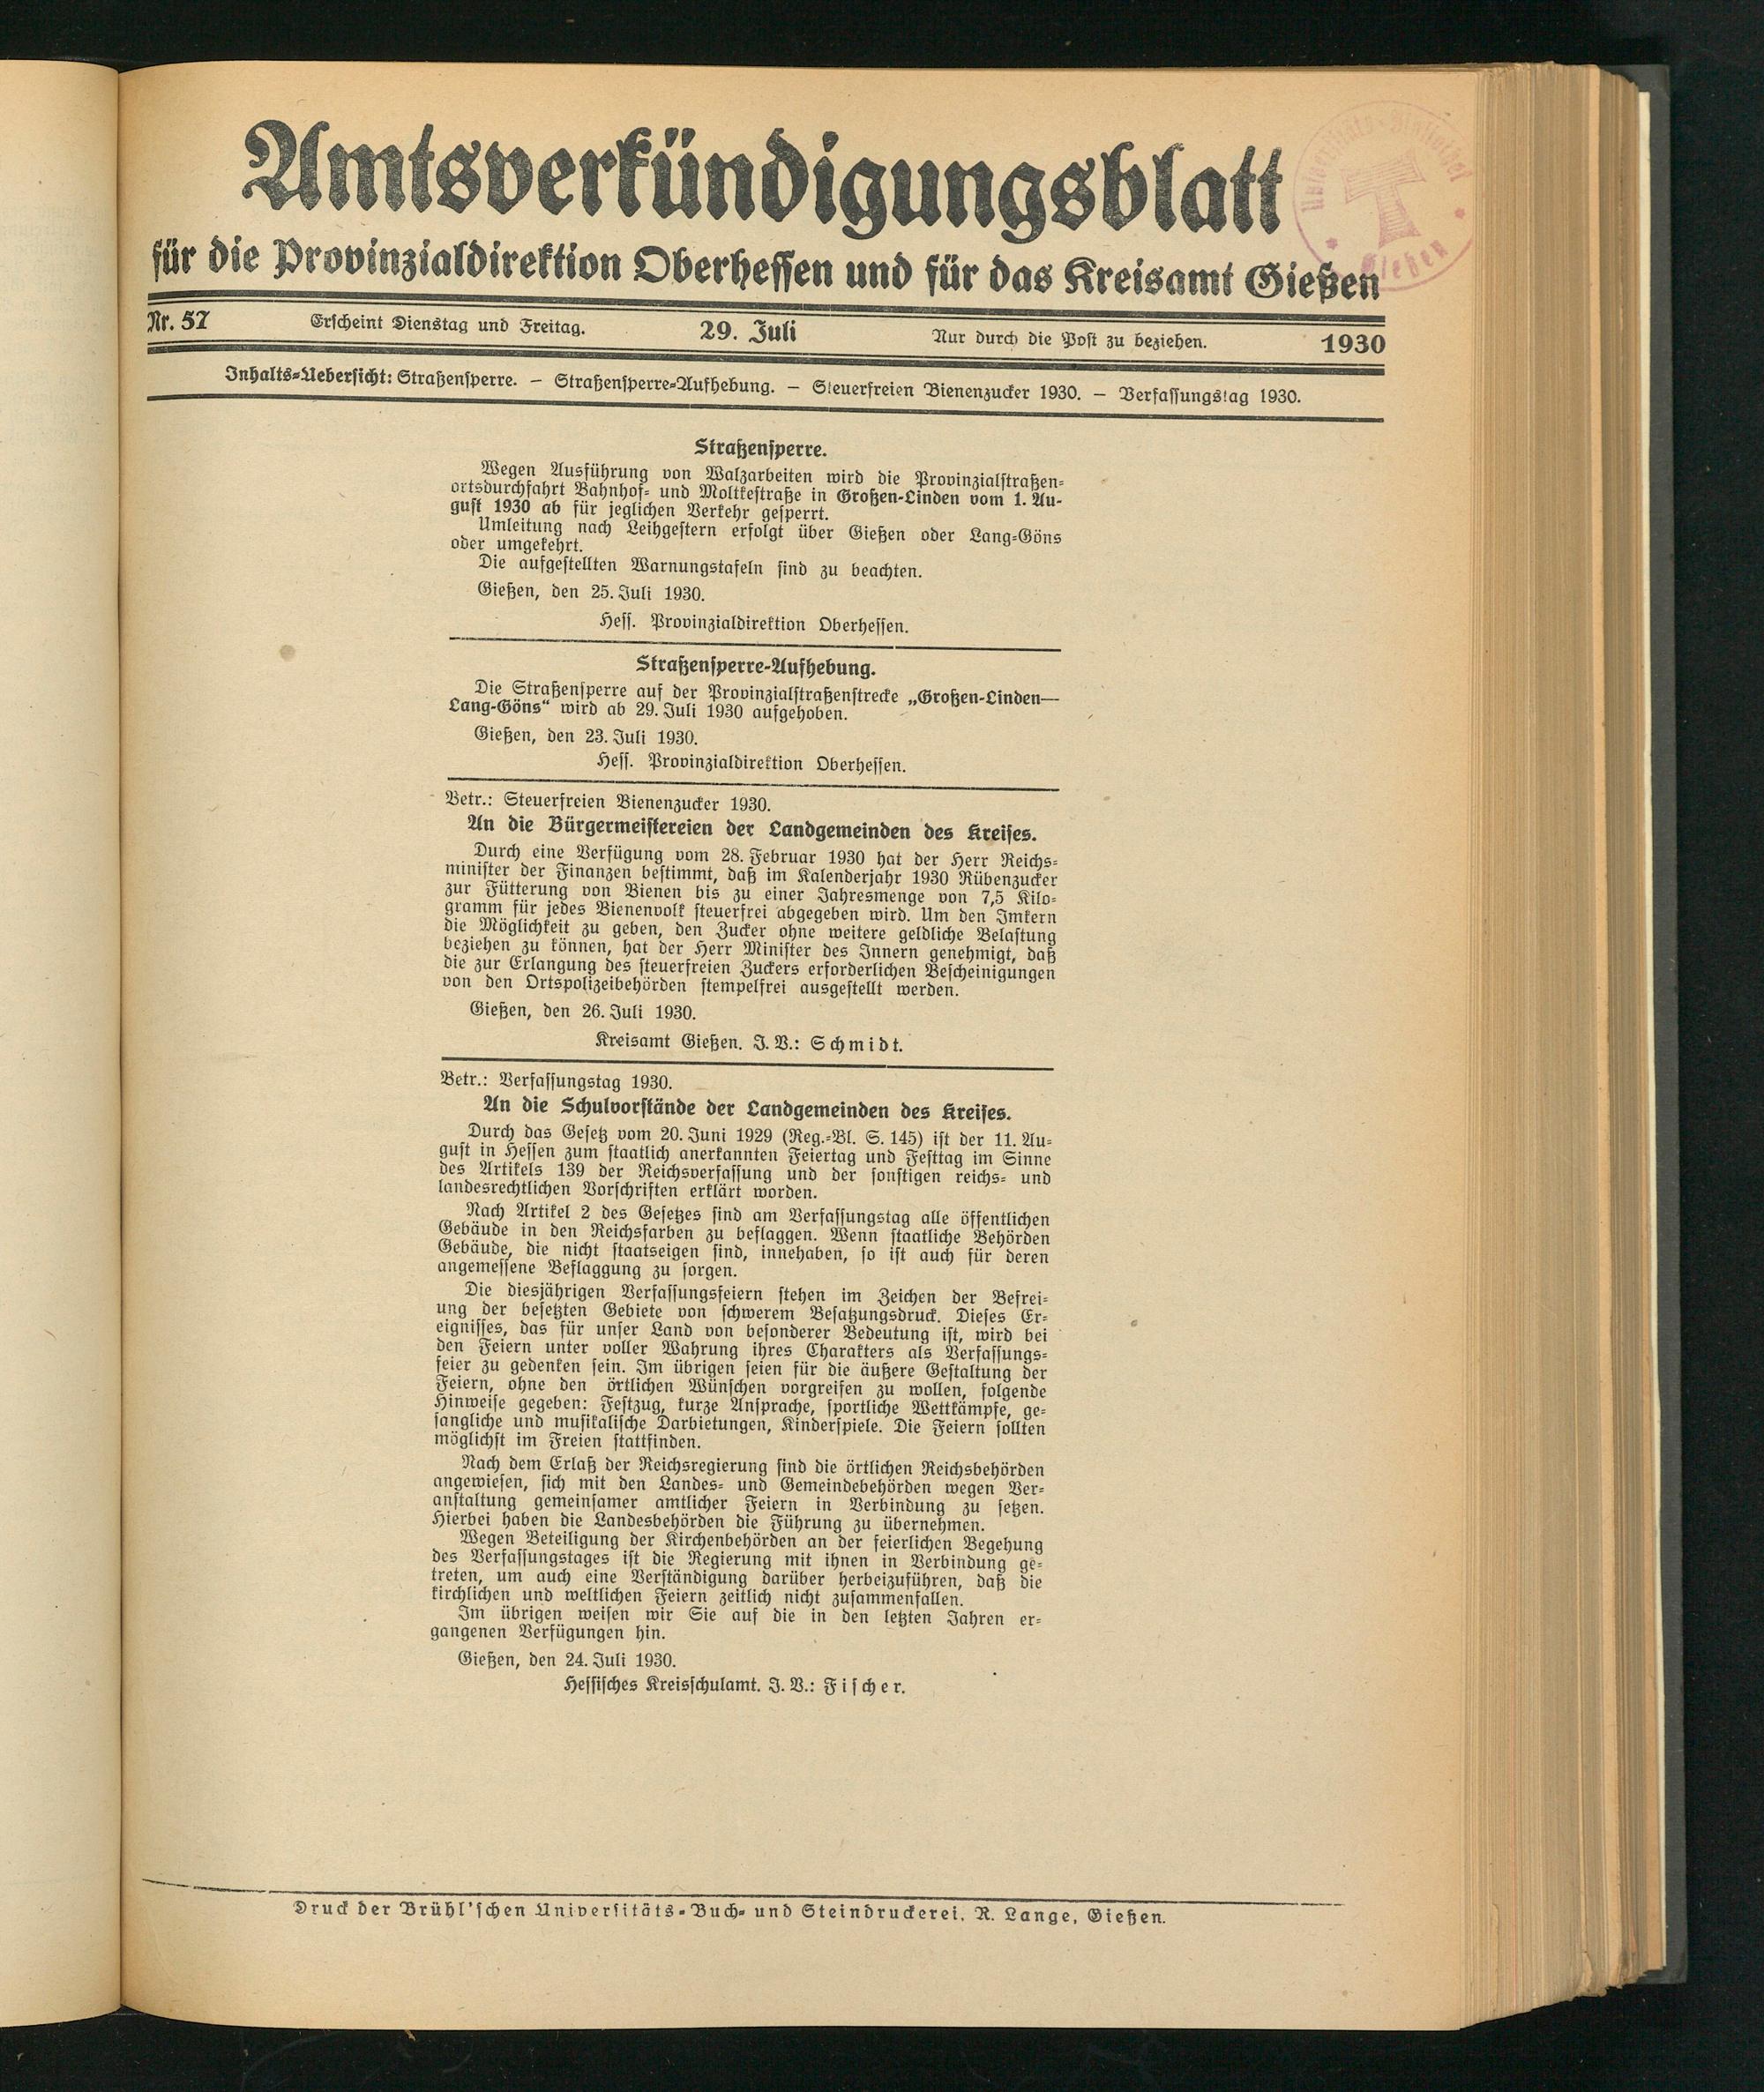 Amtsverkündigungsblatt
für die Provinzialdirektion Oberhessen und für das Kreisamt Gießen
Nr. 57 Erscheint Dienstag und Freitag. 29. Juli Nur durch die Post zu beziehen. 1930
Inhalts-Uebersicht: Straßensperre. — Straßensperre-Aufhebung. — Steuerfreien Bienenzucker 1930. — Verfassungstag 1930.
Straßensperre.
Wegen Ausführung von Walzarbeiten wird die Provinzialstraßen-
ortsdurchfahrt Bahnhof- und Moltkestraße in Großen-Linden vom 1. Au-
gust 1930 ab für jeglichen Verkehr gesperrt.
Umleitung nach Leihgestern erfolgt über Gießen oder Lang-Göns
oder umgekehrt.
Die aufgestellten Warnungstafeln sind zu beachten.
Gießen, den 25. Juli 1930.
Hess. Provinzialdirektion Oberhessen.
Straßensperre-Aufhebung.
Die Straßensperre auf der Provinzialstraßenstrecke „Großen-Linden—
Lang-Göns“ wird ab 29. Juli 1930 aufgehoben.
Gießen, den 23. Juli 1930.
Hess. Provinzialdirektion Oberhessen.
Betr.: Steuerfreien Bienenzucker 1930.
An die Bürgermeistereien der Landgemeinden des Kreises.
Durch eine Verfügung vom 28. Februar 1930 hat der Herr Reichs-
minister der Finanzen bestimmt, daß im Kalenderjahr 1930 Rübenzucker
zur Fütterung von Bienen bis zu einer Jahresmenge von 7,5 Kilo-
gramm für jedes Bienenvolk steuerfrei abgegeben wird. Um den Imkern
die Möglichkeit zu geben, den Zucker ohne weitere geldliche Belastung
beziehen zu können, hat der Herr Minister des Innern genehmigt, daß
die zur Erlangung des steuerfreien Zuckers erforderlichen Bescheinigungen
von den Ortspolizeibehörden stempelfrei ausgestellt werden.
Gießen, den 26. Juli 1930.
Kreisamt Gießen. J. V.: Schmidt.
Betr.: Verfassungstag 1930.
An die Schulvorstände der Landgemeinden des Kreises.
Durch das Gesetz vom 20. Juni 1929 (Reg.-Bl. S. 145) ist der 11. Au-
gust in Hessen zum staatlich anerkannten Feiertag und Festtag im Sinne
des Artikels 139 der Reichsverfassung und der sonstigen reichs- und
landesrechtlichen Vorschriften erklärt worden.
Nach Artikel 2 des Gesetzes sind am Verfassungstag alle öffentlichen
Gebäude in den Reichsfarben zu beflaggen. Wenn staatliche Behörden
Gebäude, die nicht staatseigen sind, innehaben, so ist auch für deren
angemessene Beflaggung zu sorgen.
Die diesjährigen Verfassungsfeiern stehen im Zeichen der Befrei-
ung der besetzten Gebiete von schwerem Besatzungsdruck. Dieses Er-
eignisses, das für unser Land von besonderer Bedeutung ist, wird bei
den Feiern unter voller Wahrung ihres Charakters als Verfassungs-
feier zu gedenken sein. Im übrigen seien für die äußere Gestaltung der
Feiern, ohne den örtlichen Wünschen vorgreifen zu wollen, folgende
Hinweise gegeben: Festzug, kurze Ansprache, sportliche Wettkämpfe, ge-
sangliche und musikalische Darbietungen, Kinderspiele. Die Feiern sollten
möglichst im Freien stattfinden.
Nach dem Erlaß der Reichsregierung sind die örtlichen Reichsbehörden
angewiesen, sich mit den Landes- und Gemeindebehörden wegen Ver-
anstaltung gemeinsamer amtlicher Feiern in Verbindung zu setzen.
Hierbei haben die Landesbehörden die Führung zu übernehmen.
Wegen Beteiligung der Kirchenbehörden an der feierlichen Begehung
des Verfassungstages ist die Regierung mit ihnen in Verbindung ge-
treten, um auch eine Verständigung darüber herbeizuführen, daß die
kirchlichen und weltlichen Feiern zeitlich nicht zusammenfallen.
Im übrigen weisen wir Sie auf die in den letzten Jahren er-
gangenen Verfügungen hin.
Gießen, den 24. Juli 1930.
Hessisches Kreisschulamt. J. V.: Fischer.
Druck der Brühl'schen Universitäts-Buch- und Steindruckerei. R. Lange, Gießen.